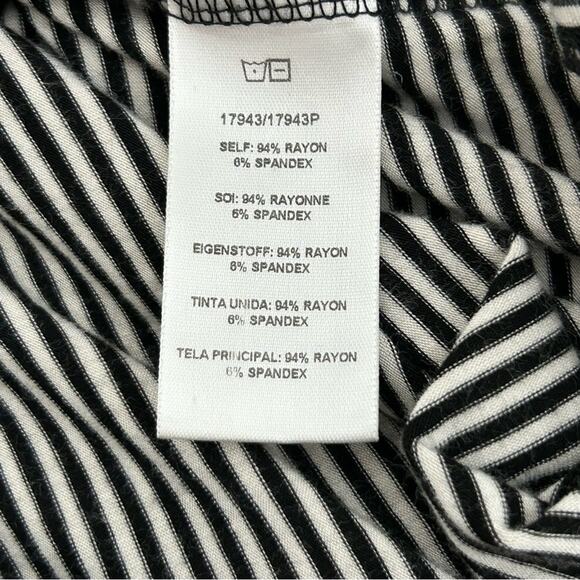 17943/17943P
SELF: 94% RAYON
6% SPANDEX
SOI: 94% RAYONNE
6% SPANDEX
EIGENSTOFF: 94% RAYON
6% SPANDEX
TINTA UNIDA: 94% RAYON
6% SPANDEX
TELA PRINCIPAL: 94% RAYON
6% SPANDEX